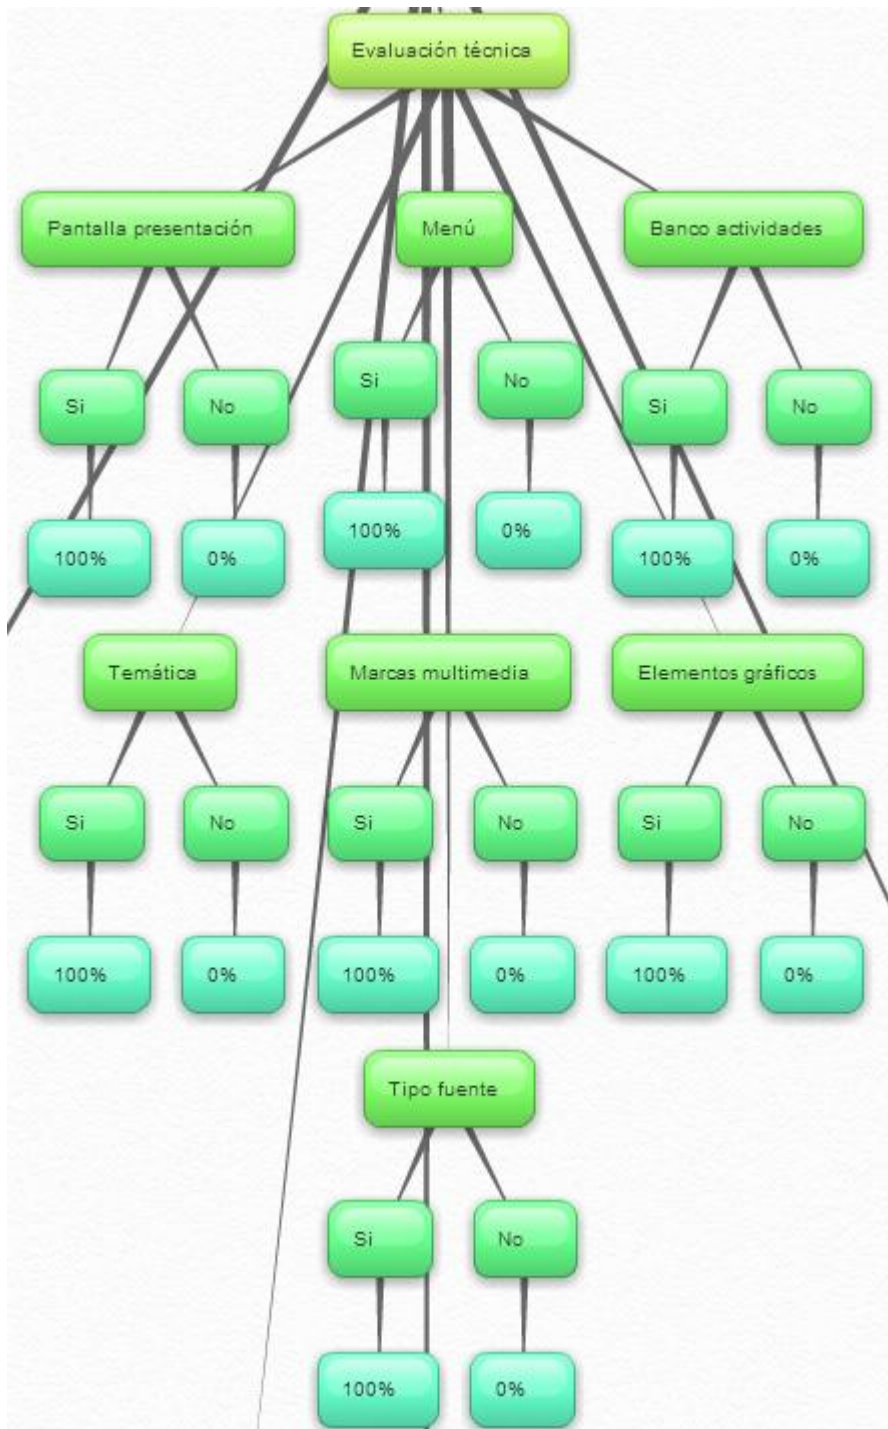 Evaluación técnica
Pantalla presentación
Menú
Banco actividades
Si
No
Si
No
Si
No
100%
0%
100%
0%
100%
0%
Temática
Marcas multimedia
Elementos gráficos
Si
No
Si
No
Si
No
100%
0%
100%
0%
100%
0%
Tipo fuente
Si
No
100%
0%